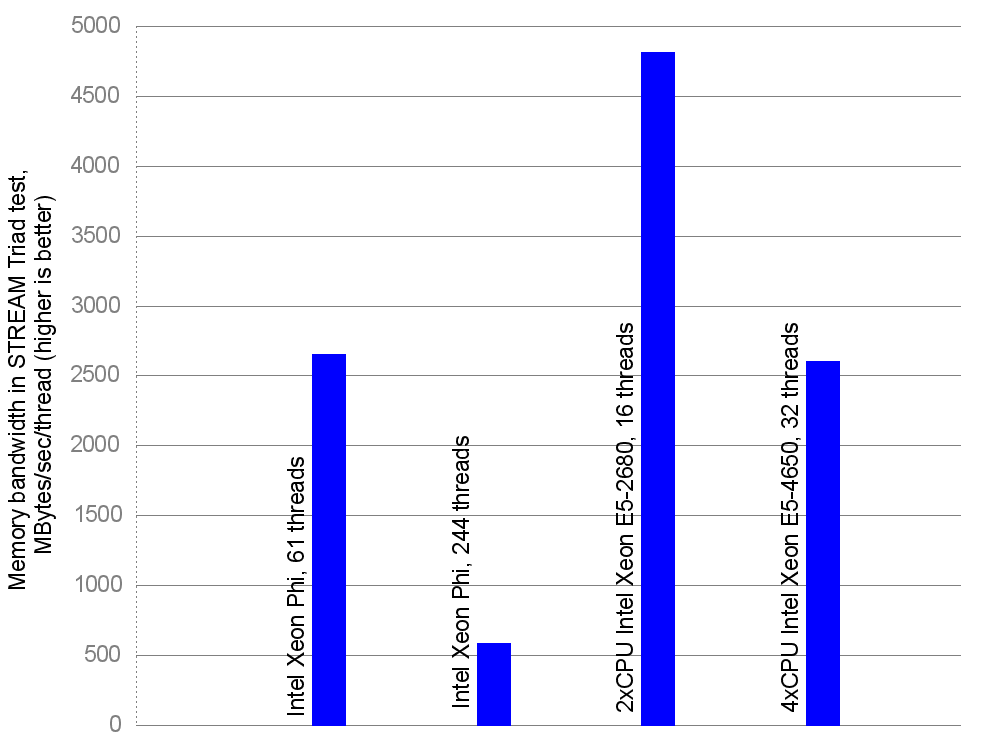 Memory bandwidth in STREAM Triad test,
MBytes/sec/thread (higher is better)
5000
4500
4000
3500
3000
2500
2000
1500
1000
500
0
Intel Xeon Phi, 61 threads
Intel Xeon Phi, 244 threads
2xCPU Intel Xeon E5-2680, 16 threads
4xCPU Intel Xeon E5-4650, 32 threads